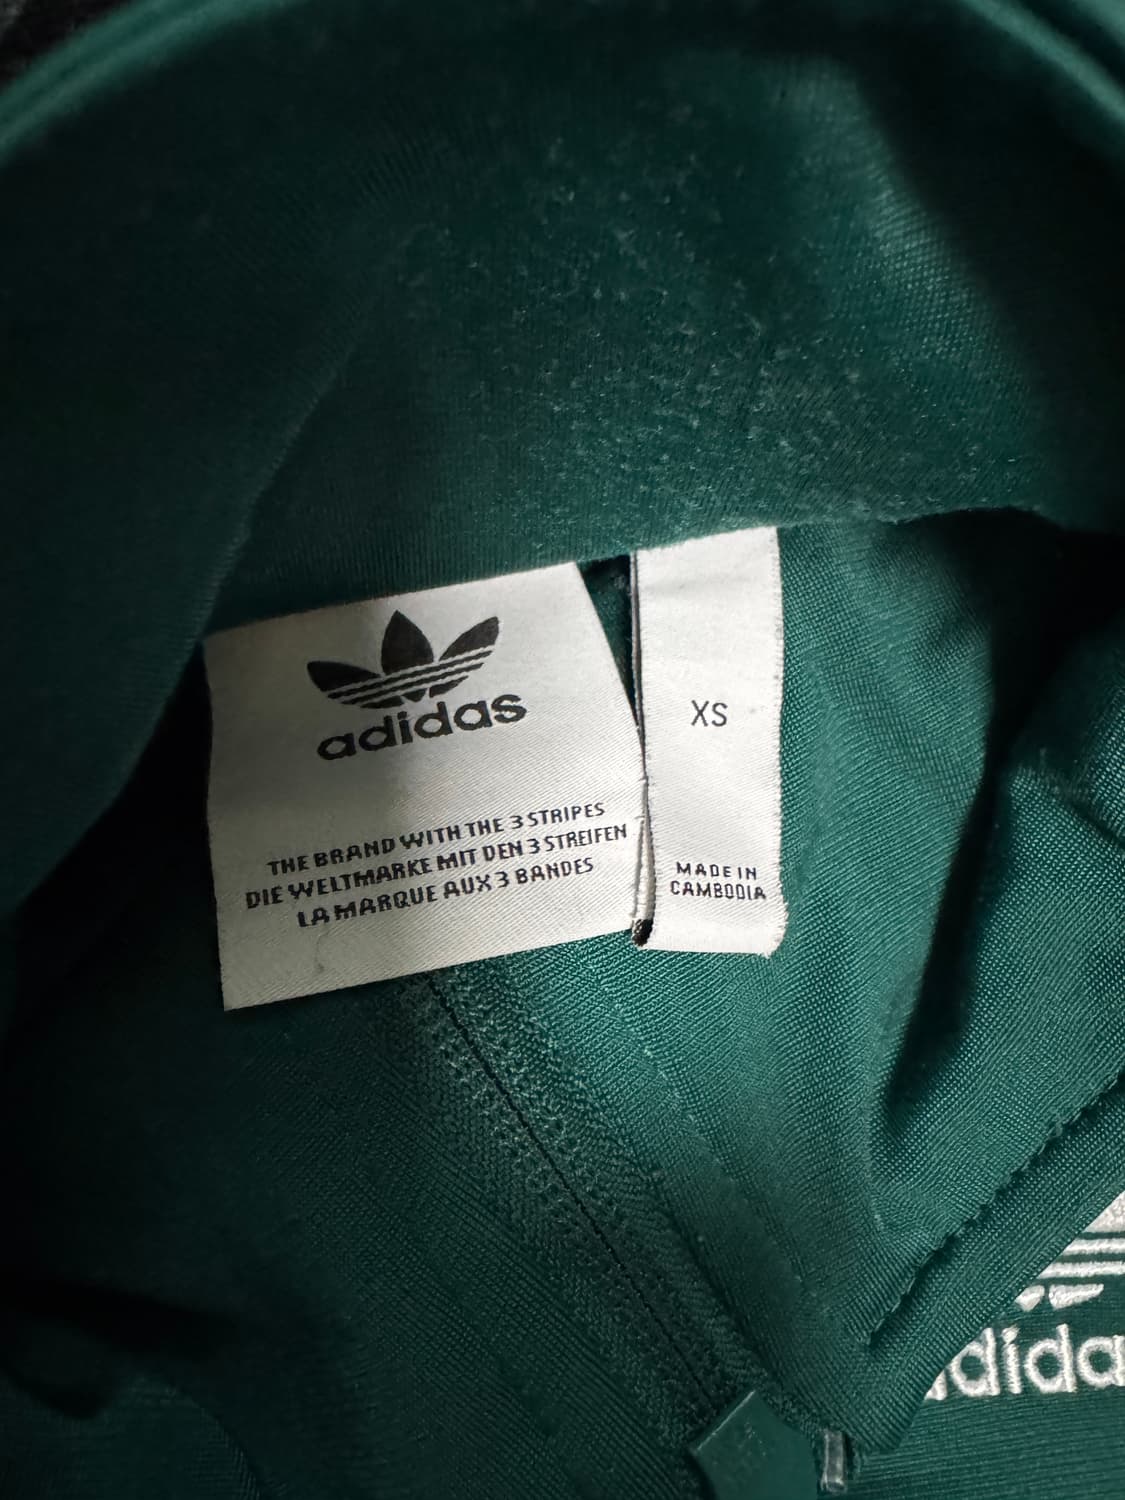 adidas
THE BRAND WITH THE 3 STRIPES
DIE WELTMARKE MIT DEN 3 STREIFEN
LA MARQUE AUX 3 BANDES
XS
MADE IN
CAMBODIA
adidas